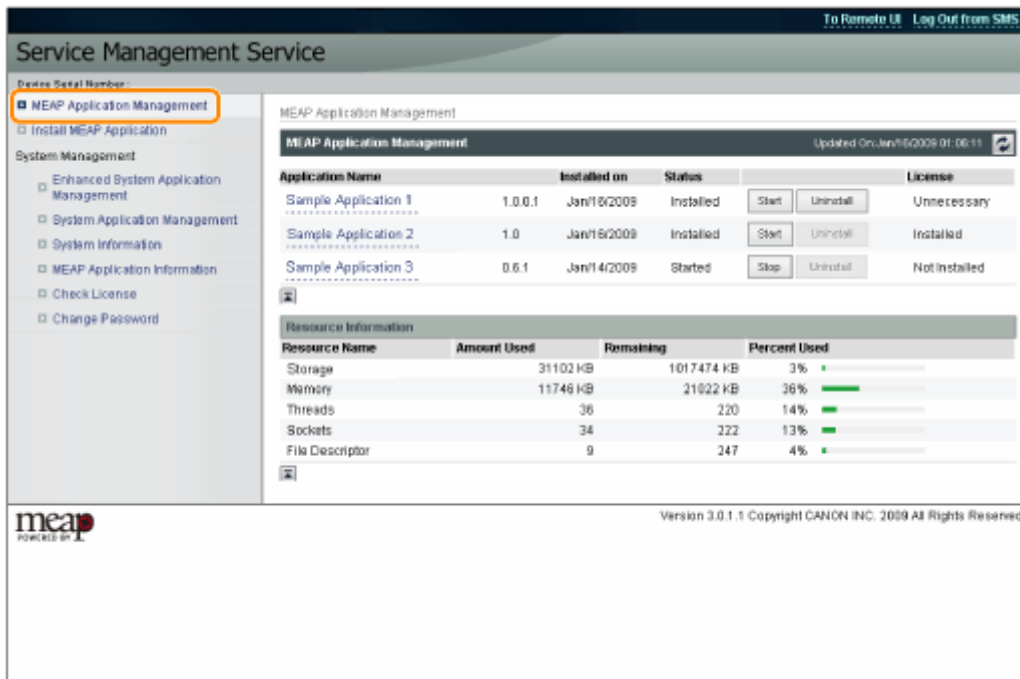 To Remote UI Log Out from SMS
Service Management Service
Device Serial Number:
MEAP Application Management
Install MEAP Application
System Management
Enhanced System Application
Management
System Application Management
System Information
MEAP Application Information
Check License
Change Password
MEAP Application Management
MEAP Application Management Updated On:Jan/16/2009 01:06:11
Application Name Installed on Status License
Sample Application 1 1.0.0.1 Jan/16/2009 Installed Start Uninstall Unnecessary
Sample Application 2 1.0 Jan/16/2009 Installed Start Uninstall Installed
Sample Application 3 0.6.1 Jan/14/2009 Started Stop Uninstall Not Installed
Resource Information
Resource Name Amount Used Remaining Percent Used
Storage 31102 KB 1017474 KB 3%
Memory 11746 KB 21022 KB 36%
Threads 36 220 14%
Sockets 34 222 13%
File Descriptor 9 247 4%
meap
POWERED BY
Version 3.0.1.1 Copyright CANON INC. 2009 All Rights Reserved